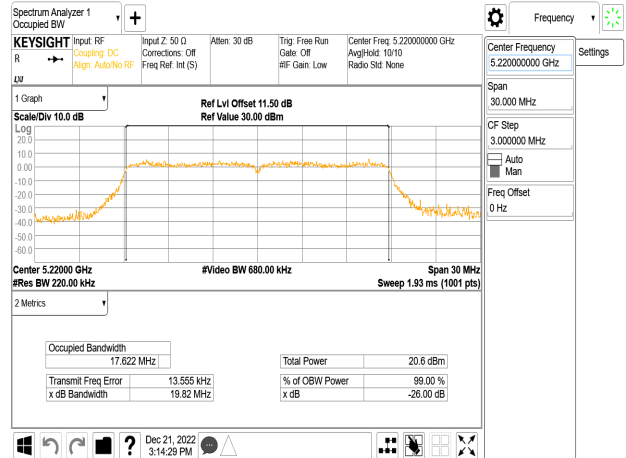 Spectrum Analyzer 1
Occupied BW
Frequency
KEYSIGHT
R
Input: RF
Coupling: DC
Align: Auto/No RF
Input Z: 50 Ω
Corrections: Off
Freq Ref: Int (S)
Atten: 30 dB
Trig: Free Run
Gate: Off
#IF Gain: Low
Center Freq: 5.220000000 GHz
Avg|Hold: 10/10
Radio Std: None
LXI
1 Graph
Scale/Div 10.0 dB
Ref Lvl Offset 11.50 dB
Ref Value 30.00 dBm
Log
20.0
10.0
0.00
-10.0
-20.0
-30.0
-40.0
-50.0
-60.0
Center 5.22000 GHz
#Res BW 220.00 kHz
#Video BW 680.00 kHz
Span 30 MHz
Sweep 1.93 ms (1001 pts)
2 Metrics
Occupied Bandwidth
17.622 MHz
Total Power 20.6 dBm
Transmit Freq Error 13.555 kHz
% of OBW Power 99.00 %
x dB Bandwidth 19.82 MHz
x dB -26.00 dB
Dec 21, 2022
3:14:29 PM
Center Frequency
5.220000000 GHz
Settings
Span
30.000 MHz
CF Step
3.000000 MHz
Auto
Man
Freq Offset
0 Hz